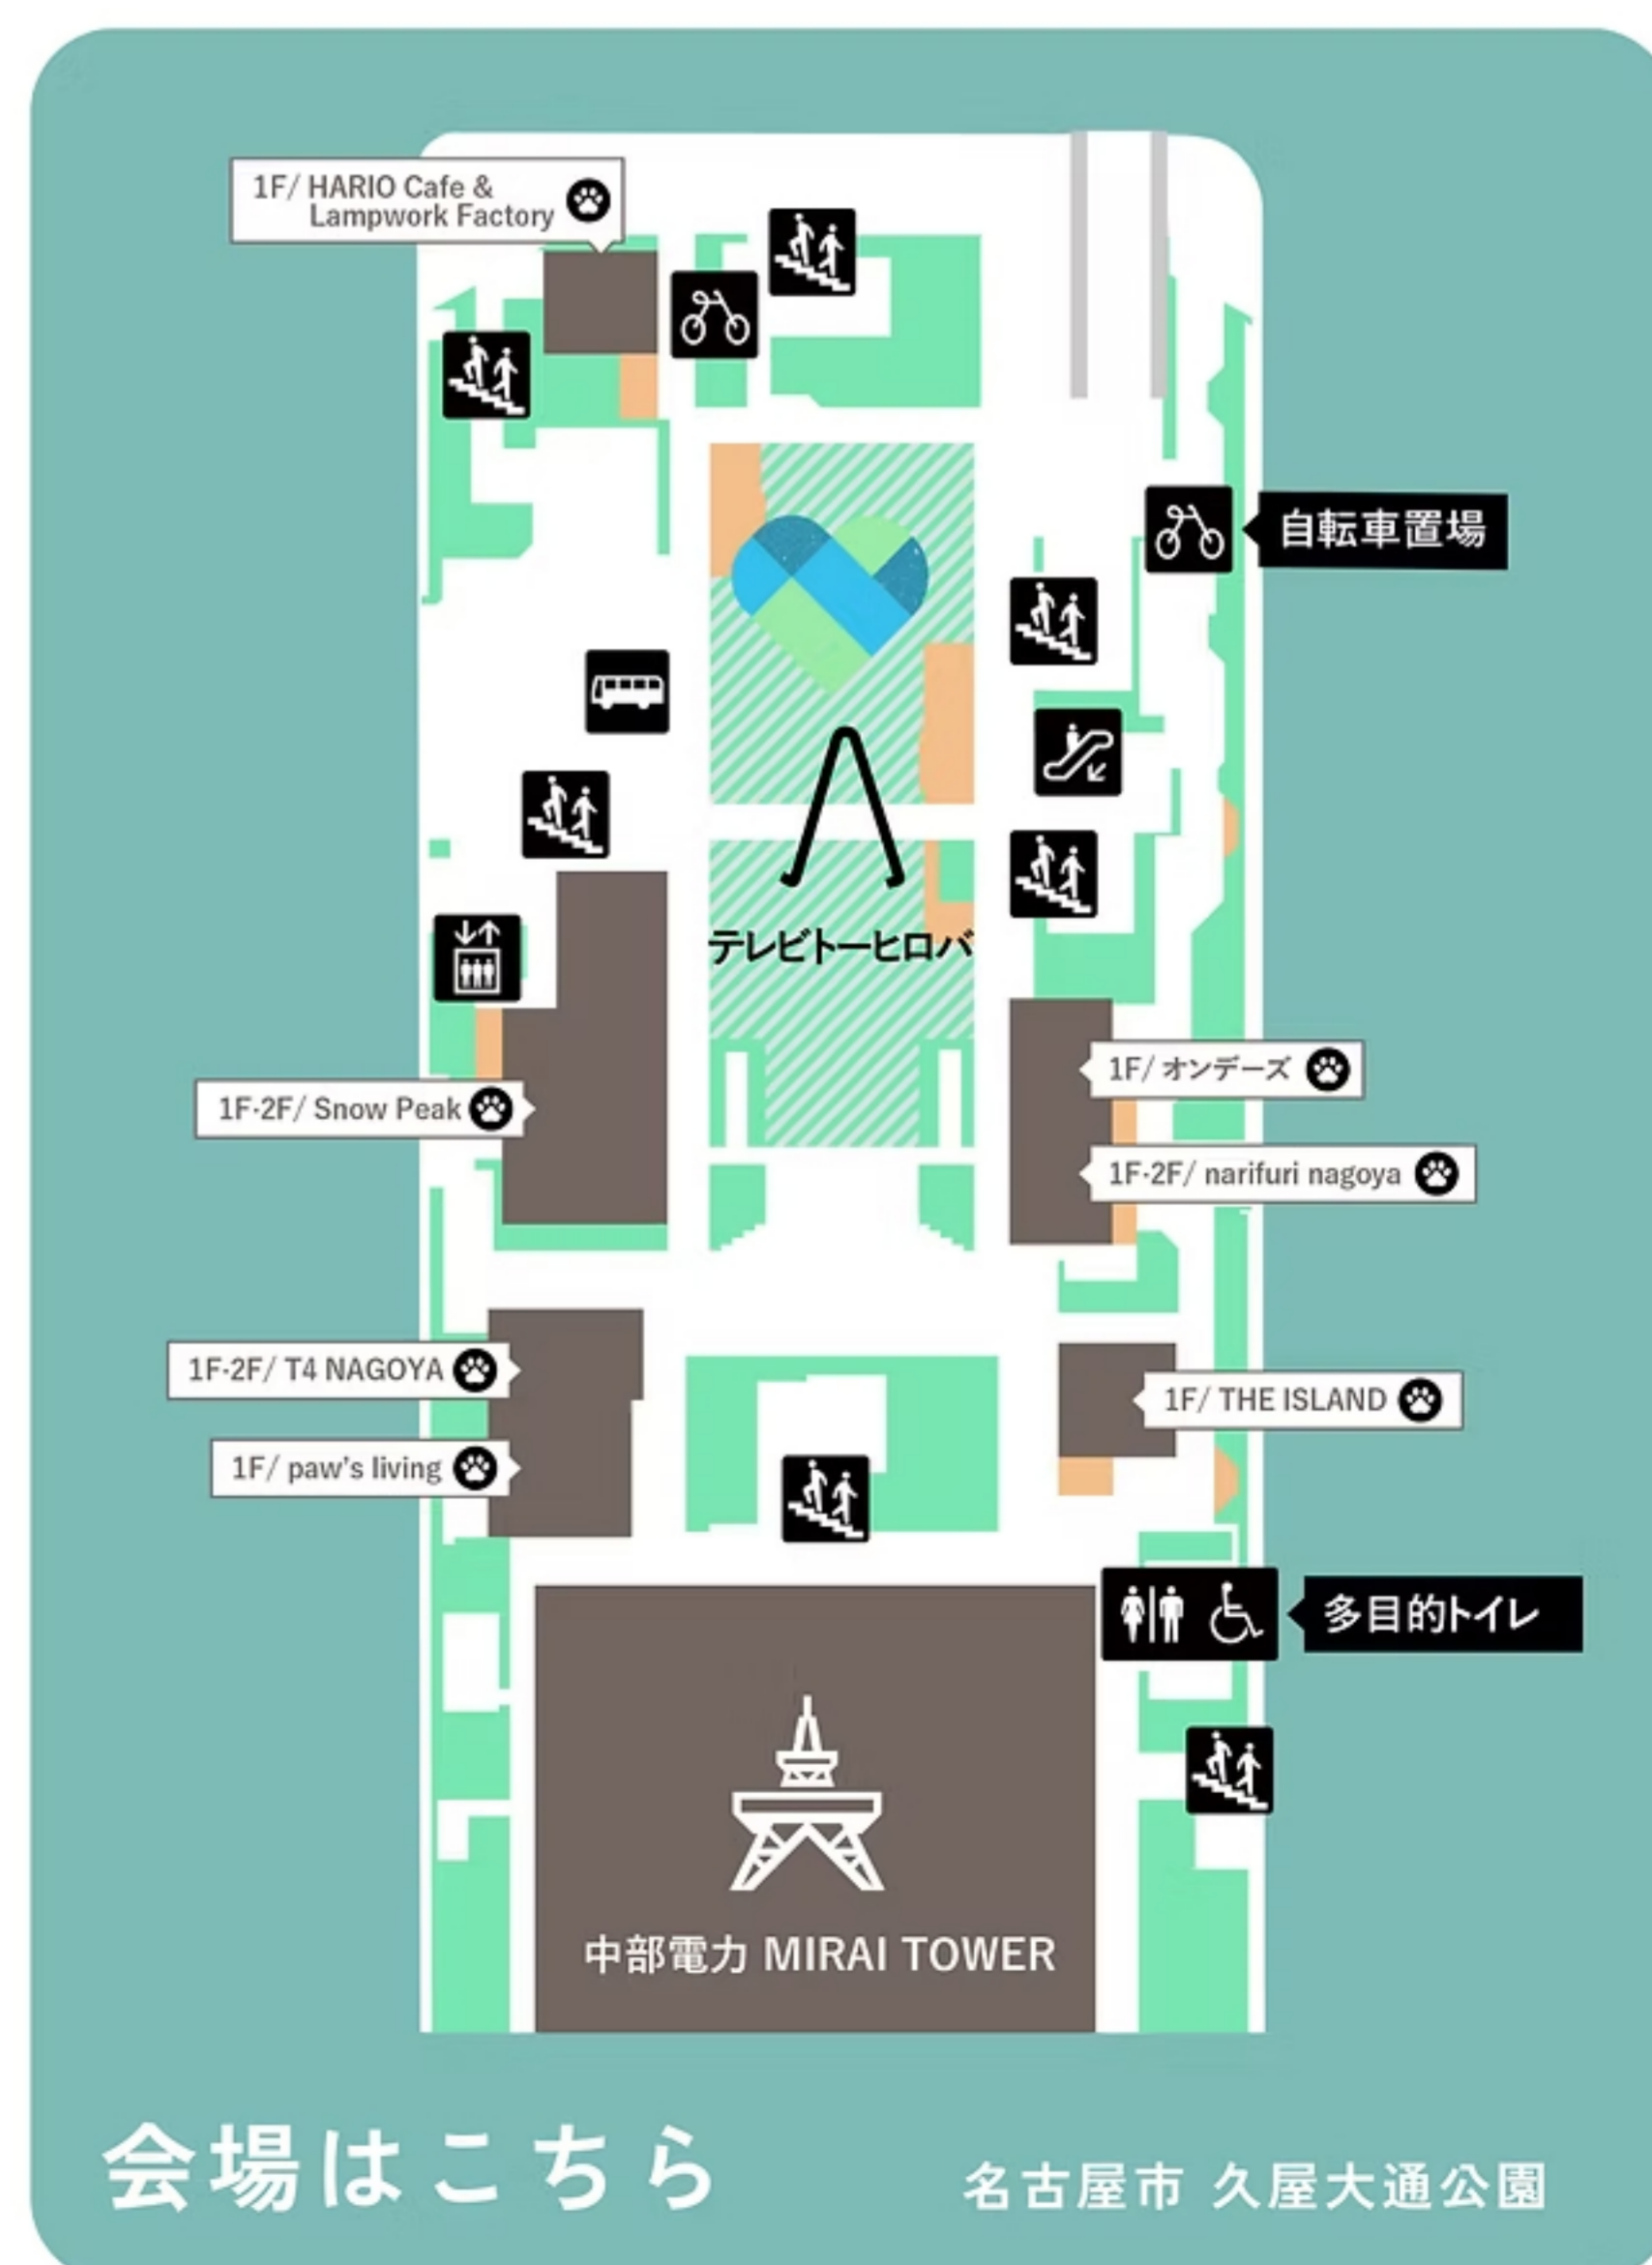 1F/ HARIO Cafe &
Lampwork Factory
自転車置場
テレビトーヒロバ
1F/ オンデーズ
1F·2F/ Snow Peak
1F·2F/ narifuri nagoya
1F·2F/ T4 NAGOYA
1F/ THE ISLAND
1F/ paw's living
多目的トイレ
中部電力 MIRAI TOWER
会場はこちら
名古屋市 久屋大通公園